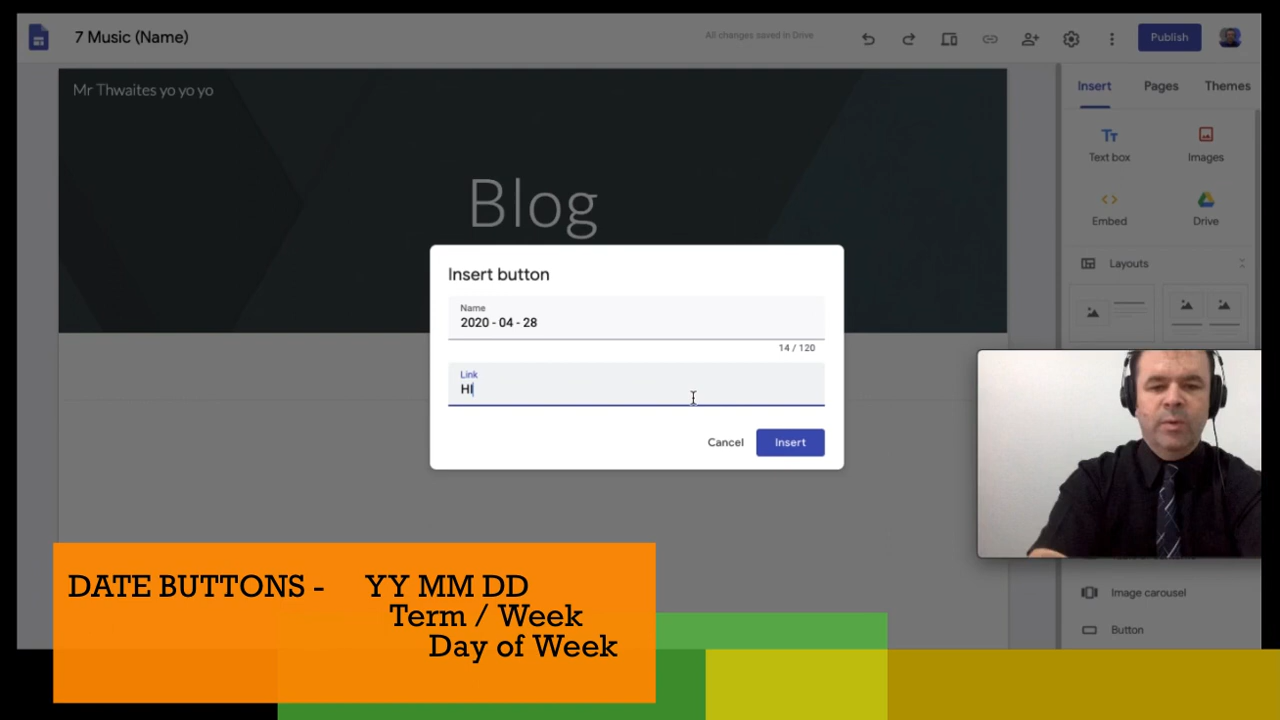 7 Music (Name)
All changes saved in Drive
Publish
Mr Thwaites yo yo yo
Blog
Insert
Pages
Themes
Text box
Images
Embed
Drive
Layouts
Insert button
Name
2020 - 04 - 28
14 / 120
Link
HI
Cancel
Insert
Image carousel
Button
DATE BUTTONS - YY MM DD
Term / Week
Day of Week